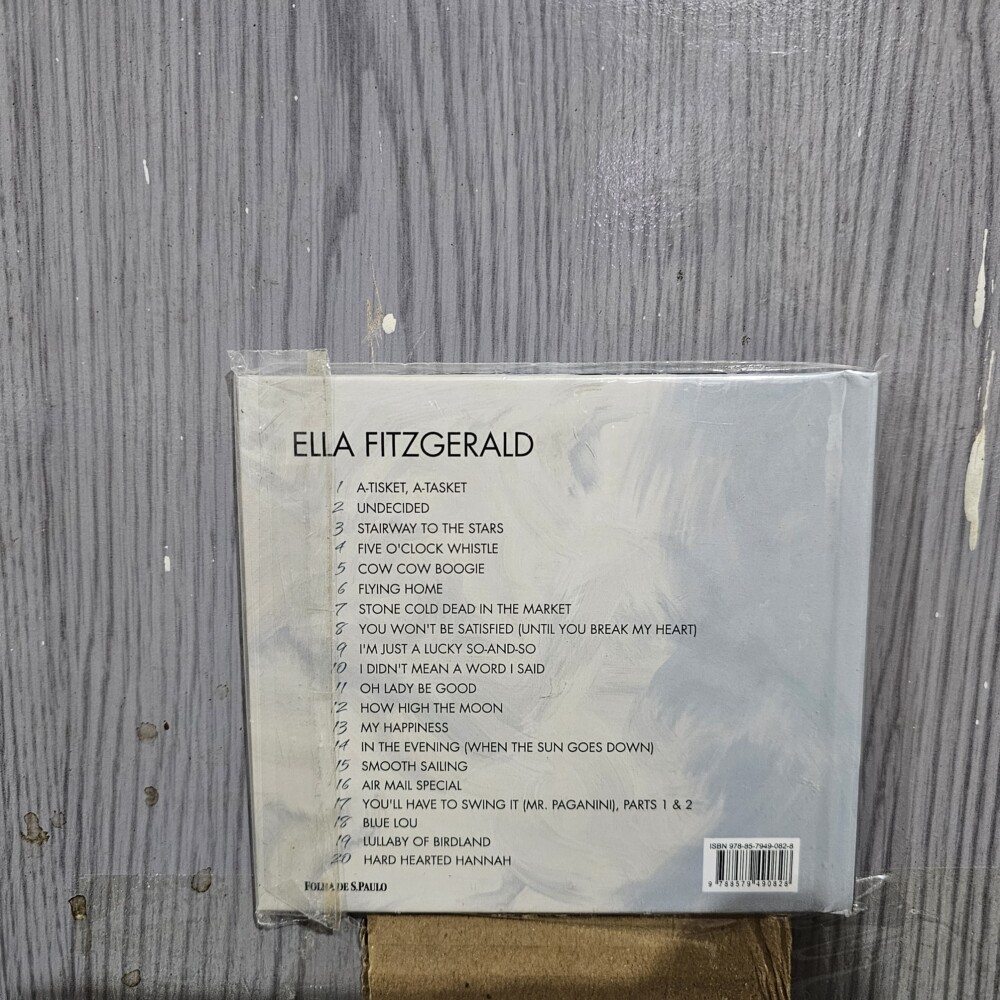 ELLA FITZGERALD
1 A-TISKET, A-TASKET
2 UNDECIDED
3 STAIRWAY TO THE STARS
4 FIVE O'CLOCK WHISTLE
5 COW COW BOOGIE
6 FLYING HOME
7 STONE COLD DEAD IN THE MARKET
8 YOU WON'T BE SATISFIED (UNTIL YOU BREAK MY HEART)
9 I'M JUST A LUCKY SO-AND-SO
10 I DIDN'T MEAN A WORD I SAID
11 OH LADY BE GOOD
12 HOW HIGH THE MOON
13 MY HAPPINESS
14 IN THE EVENING (WHEN THE SUN GOES DOWN)
15 SMOOTH SAILING
16 AIR MAIL SPECIAL
17 YOU'LL HAVE TO SWING IT (MR. PAGANINI), PARTS 1 & 2
18 BLUE LOU
19 LULLABY OF BIRDLAND
20 HARD HEARTED HANNAH
FOLHA DE S.PAULO
ISBN 978-85-7949-082-8
9 788579 490828